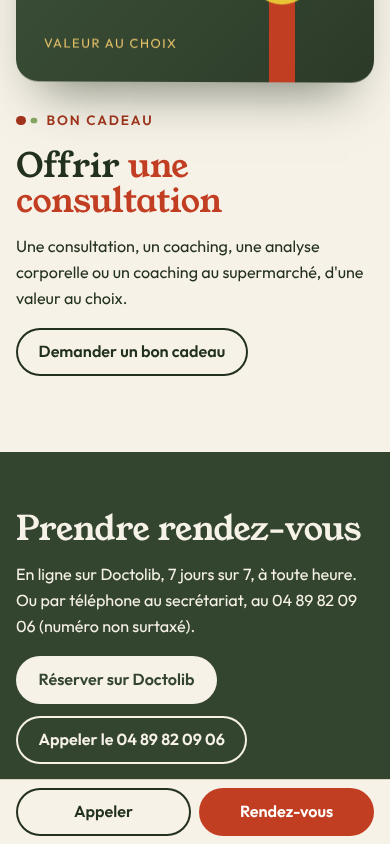 VALEUR AU CHOIX
BON CADEAU
Offrir une
consultation
Une consultation, un coaching, une analyse
corporelle ou un coaching au supermarché, d'une
valeur au choix.
Demander un bon cadeau
Prendre rendez-vous
En ligne sur Doctolib, 7 jours sur 7, à toute heure.
Ou par téléphone au secrétariat, au 04 89 82 09
06 (numéro non surtaxé).
Réserver sur Doctolib
Appeler le 04 89 82 09 06
Appeler
Rendez-vous